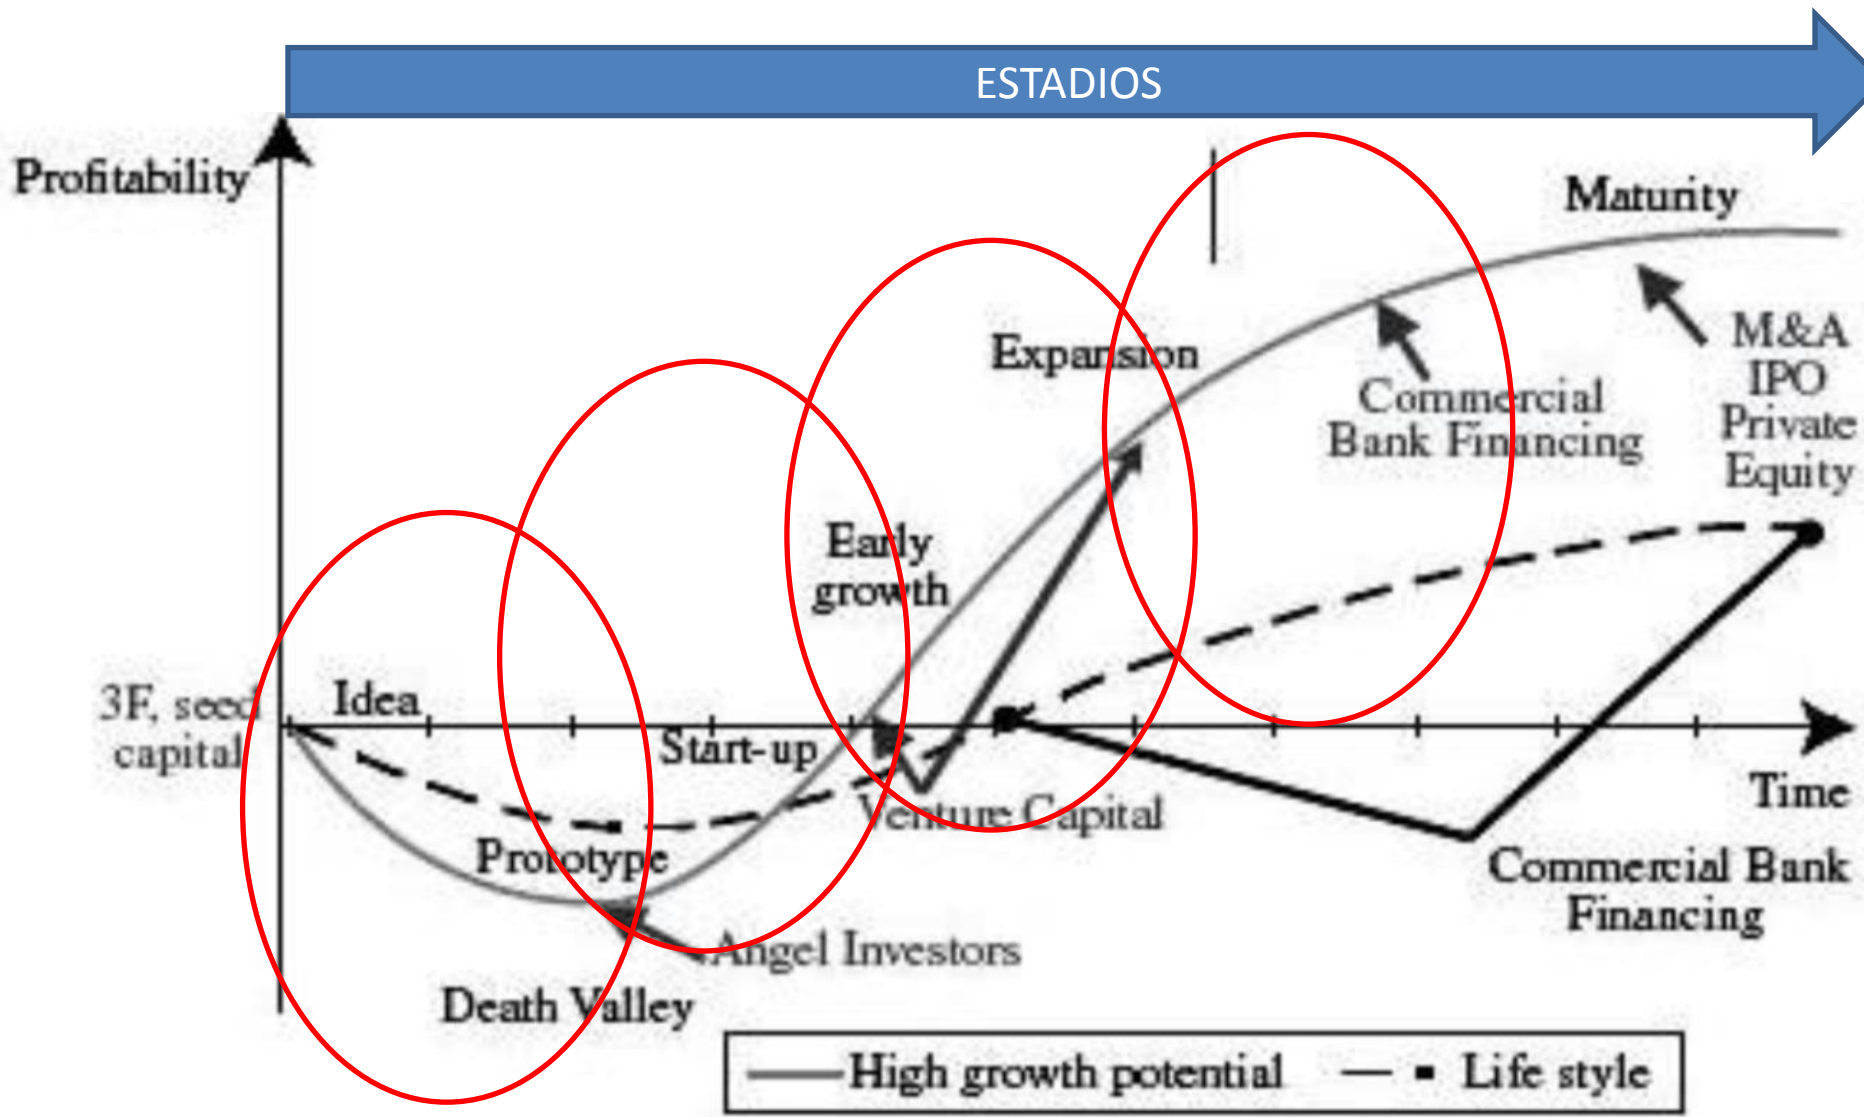 ESTADIOS
Profitability
Maturity
M&A
IPO
Private
Equity
Expansion
Commercial
Bank Financing
Early
growth
3F, seed
capital
Idea
Start-up
Time
Venture Capital
Prototype
Commercial Bank
Financing
Angel Investors
Death Valley
High growth potential
Life style